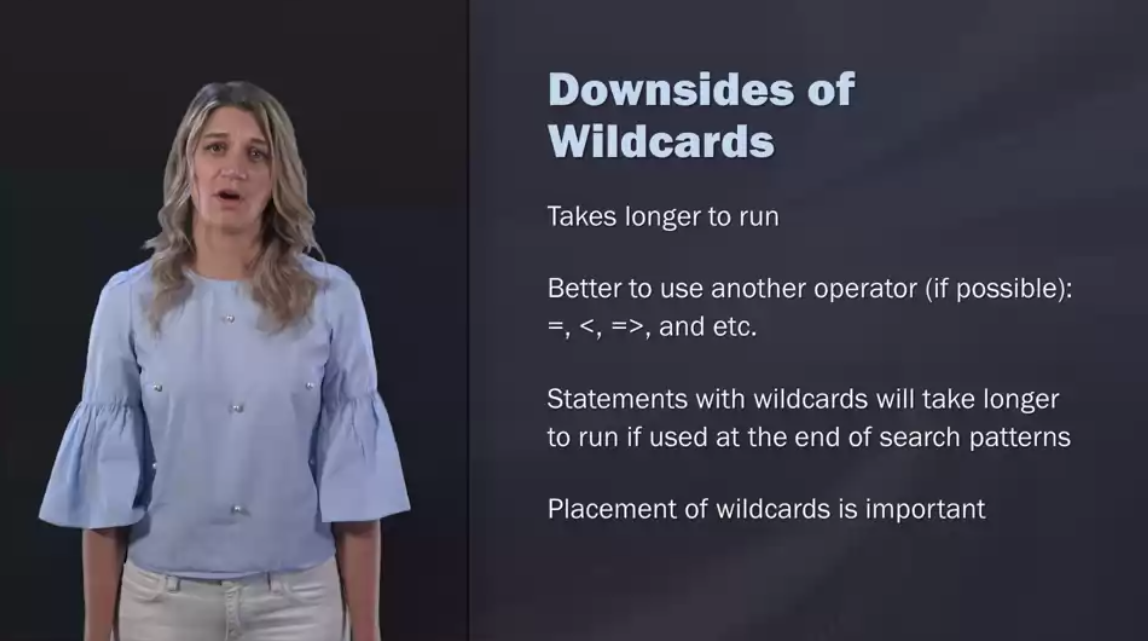 Downsides of
Wildcards
Takes longer to run
Better to use another operator (if possible):
=, <, =>, and etc.
Statements with wildcards will take longer
to run if used at the end of search patterns
Placement of wildcards is important